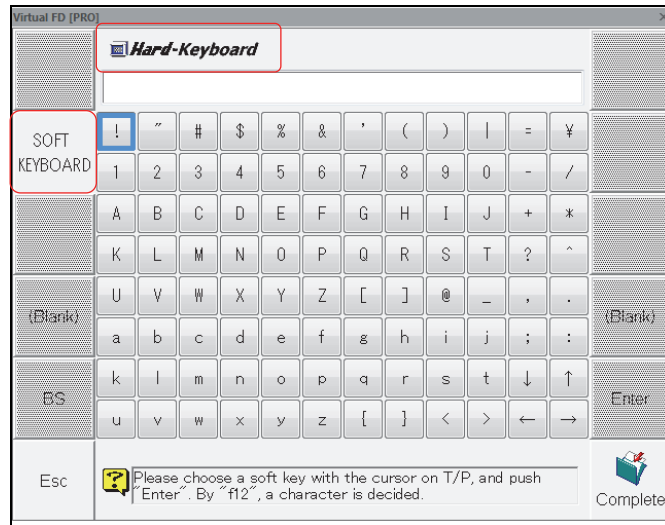 Virtual FD [PRO]
Hard-Keyboard
SOFT
KEYBOARD
! ″ # $ % & ’ ( ) | = ¥
1 2 3 4 5 6 7 8 9 0 - /
A B C D E F G H I J + *
K L M N O P Q R S T ? ^
(Blank)
U V W X Y Z [ ] @ _ , .
(Blank)
a b c d e f g h i j ; :
BS
k l m n o p q r s t ↓ ↑
Enter
u v w x y z { } < > ← →
Esc
Please choose a soft key with the cursor on T/P, and push
″Enter″. By ″f12″, a character is decided.
Complete